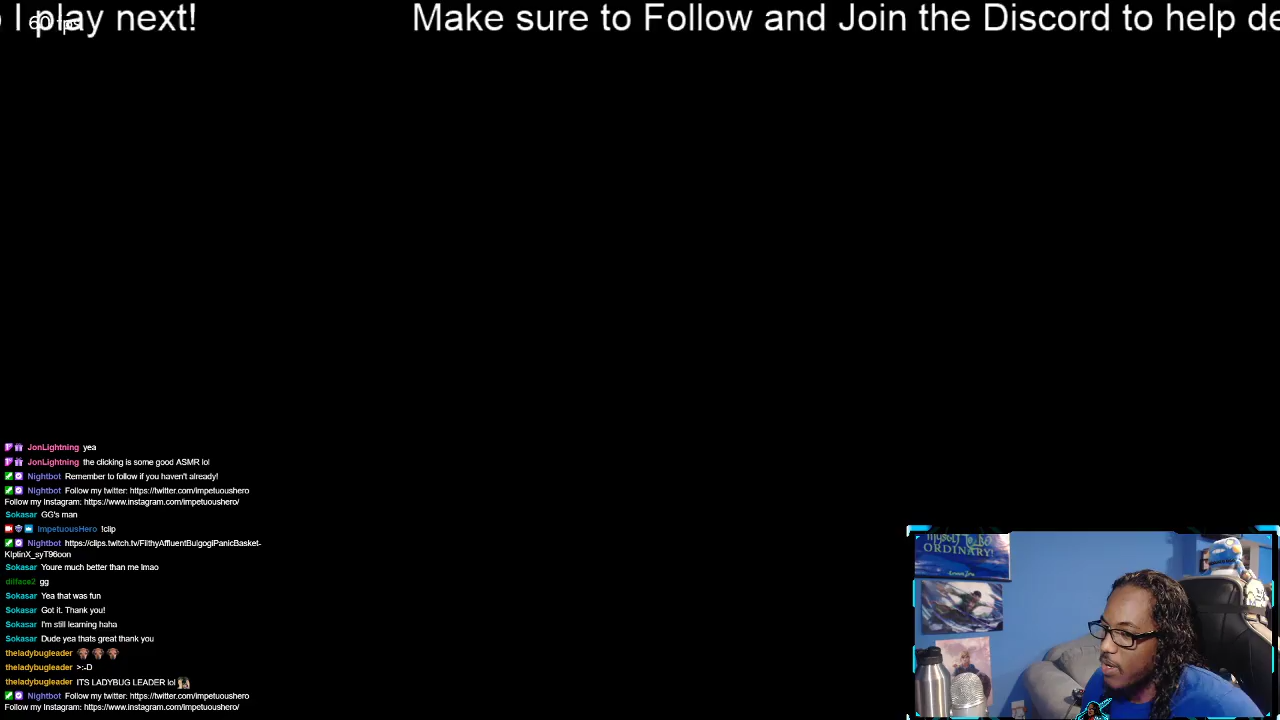 I play next!
Make sure to Follow and Join the Discord to help de
60 fps
JonLightning yea
JonLightning the clicking is some good ASMR lol
Nightbot Remember to follow if you haven't already!
Nightbot Follow my twitter: https://twitter.com/impetuoushero
Follow my Instagram: https://www.instagram.com/impetuoushero/
Sokasar GG's man
ImpetuousHero !clip
Nightbot https://clips.twitch.tv/FilthyAffluentBulgogiPanicBasket-
KlptinX_syT96oon
Sokasar Youre much better than me lmao
dilface2 gg
Sokasar Yea that was fun
Sokasar Got it. Thank you!
Sokasar I'm still learning haha
Sokasar Dude yea thats great thank you
theladybugleader
theladybugleader >:-D
theladybugleader ITS LADYBUG LEADER lol
Nightbot Follow my twitter: https://twitter.com/impetuoushero
Follow my Instagram: https://www.instagram.com/impetuoushero/
ORDINARY!